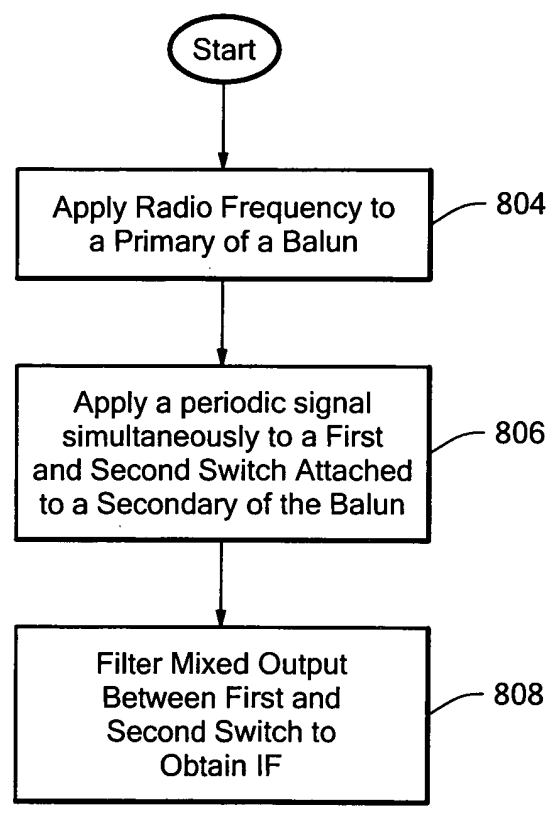 Start
Apply Radio Frequency to
a Primary of a Balun
804
Apply a periodic signal
simultaneously to a First
and Second Switch Attached
to a Secondary of the Balun
806
Filter Mixed Output
Between First and
Second Switch to
Obtain IF
808